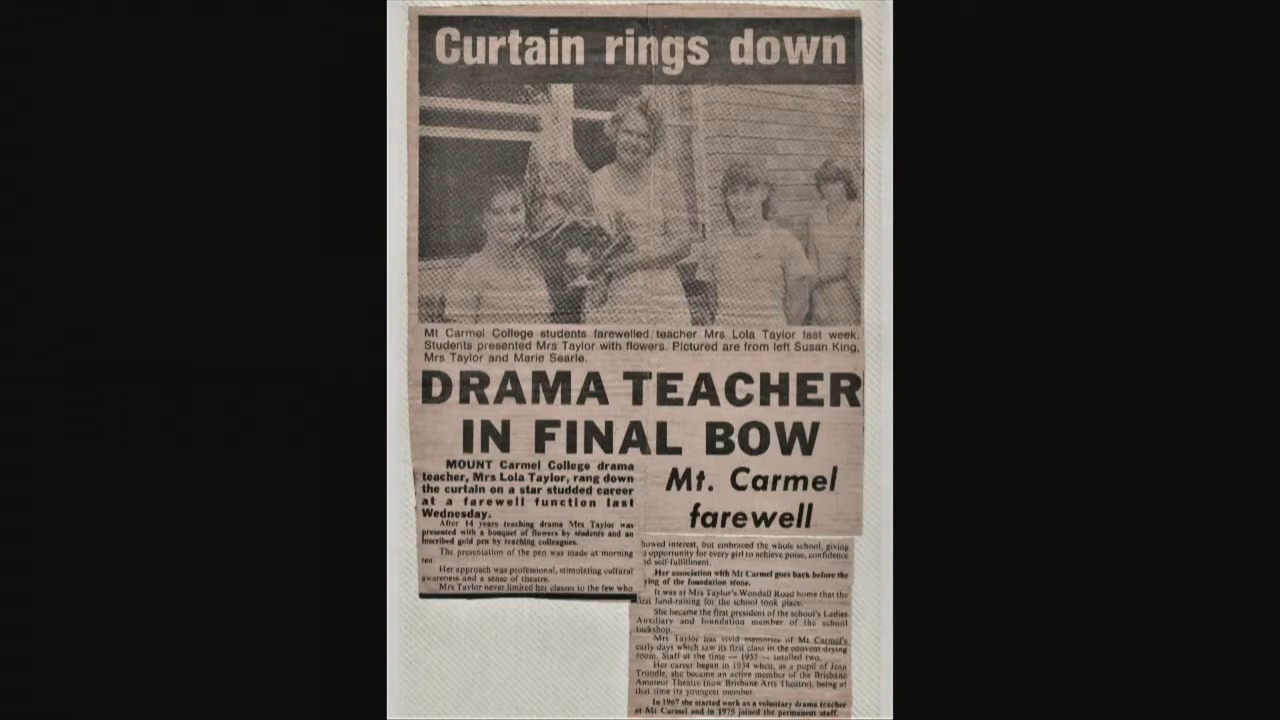 Curtain rings down
Mt Carmel College students farewelled teacher Mrs Lola Taylor last week.
Students presented Mrs Taylor with flowers. Pictured are from left Susan King,
Mrs Taylor and Marie Searle.
DRAMA TEACHER
IN FINAL BOW
MOUNT Carmel College drama
teacher, Mrs Lola Taylor, rang down
the curtain on a star studded career
at a farewell function last
Wednesday.
After 14 years teaching drama Mrs Taylor was
presented with a bouquet of flowers by students and an
inscribed gold pen by teaching colleagues.
The presentation of the pen was made at morning
tea.
Her approach was professional, stimulating cultural
awareness and a sense of theatre.
Mrs Taylor never limited her classes to the few who
Mt. Carmel
farewell
howed interest, but embraced the whole school, giving
opportunity for every girl to achieve poise, confidence
nd self-fulfillment.
Her association with Mt Carmel goes back before the
ying of the foundation stone.
It was at Mrs Taylor's Wondall Road home that the
first fund-raising for the school took place.
She became the first president of the school's Ladies
Auxiliary and foundation member of the school
tuckshop.
Mrs Taylor has vivid memories of Mt Carmel's
early days which saw its first class in the convent drying
room. Staff at the time — 1957 — totalled two.
Her career began in 1934 when, as a pupil of Jean
Trundle, she became an active member of the Brisbane
Amateur Theatre (now Brisbane Arts Theatre), being at
that time its youngest member.
In 1967 she started work as a voluntary drama teacher
at Mt Carmel and in 1975 joined the permanent staff.